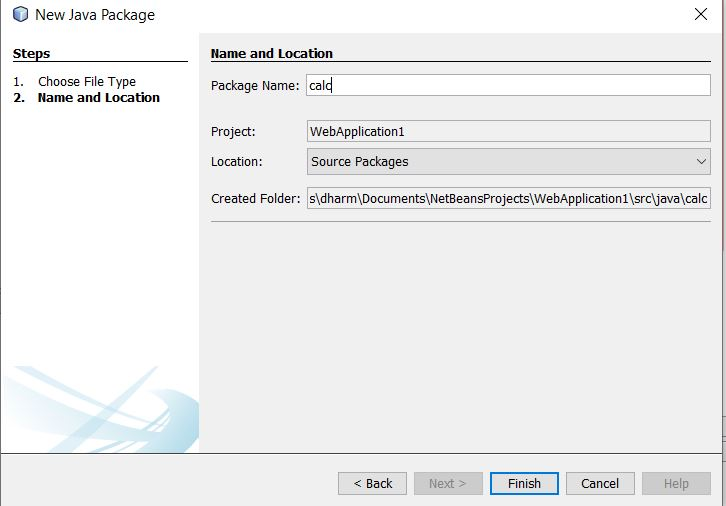 New Java Package
Steps
1. Choose File Type
2. Name and Location
Name and Location
Package Name: calc
Project: WebApplication1
Location: Source Packages
Created Folder: s\dharm\Documents\NetBeansProjects\WebApplication1\src\java\calc
< Back Next > Finish Cancel Help